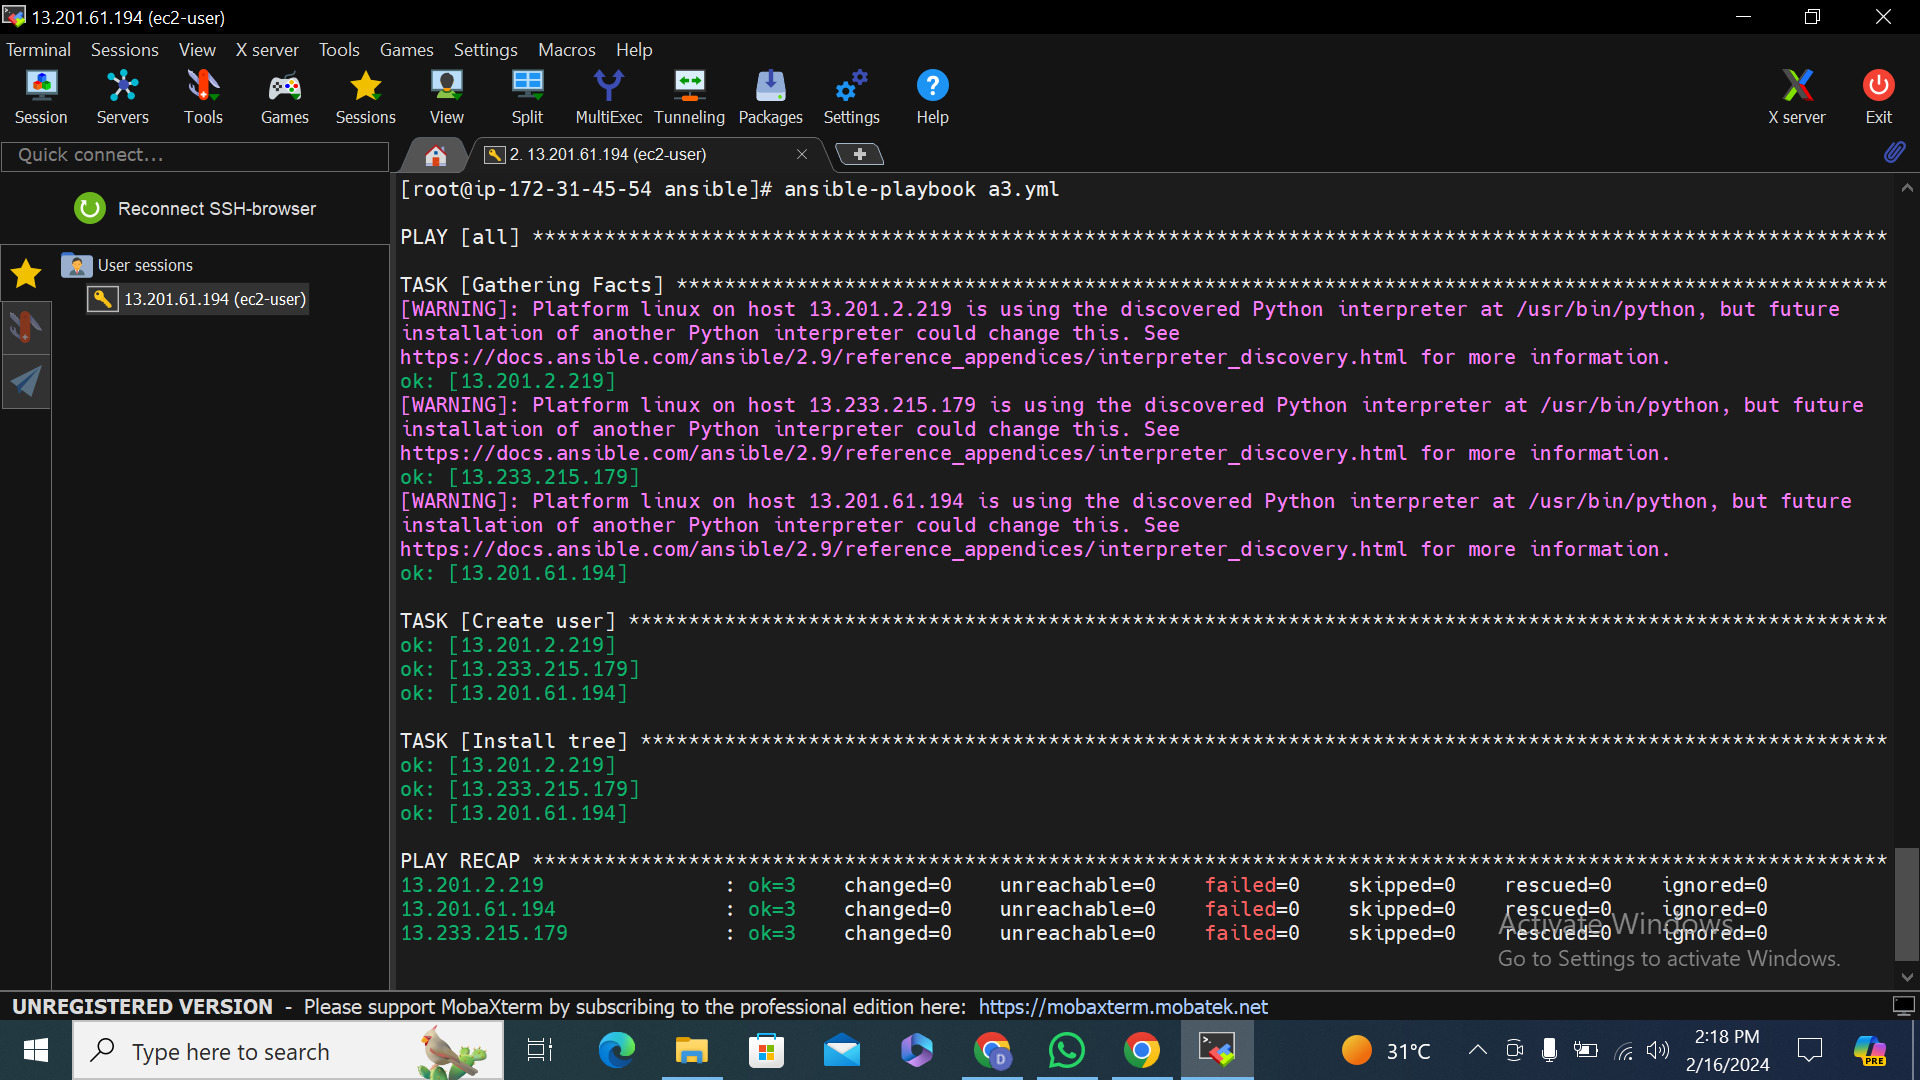 13.201.61.194 (ec2-user)
Terminal Sessions View X server Tools Games Settings Macros Help
Session Servers Tools Games Sessions View Split MultiExec Tunneling Packages Settings Help X server Exit
Quick connect...
2. 13.201.61.194 (ec2-user)
Reconnect SSH-browser
User sessions
13.201.61.194 (ec2-user)
[root@ip-172-31-45-54 ansible]# ansible-playbook a3.yml
PLAY [all] *****************************************************************************************************************
TASK [Gathering Facts] *****************************************************************************************************
[WARNING]: Platform linux on host 13.201.2.219 is using the discovered Python interpreter at /usr/bin/python, but future
installation of another Python interpreter could change this. See
https://docs.ansible.com/ansible/2.9/reference_appendices/interpreter_discovery.html for more information.
ok: [13.201.2.219]
[WARNING]: Platform linux on host 13.233.215.179 is using the discovered Python interpreter at /usr/bin/python, but future
installation of another Python interpreter could change this. See
https://docs.ansible.com/ansible/2.9/reference_appendices/interpreter_discovery.html for more information.
ok: [13.233.215.179]
[WARNING]: Platform linux on host 13.201.61.194 is using the discovered Python interpreter at /usr/bin/python, but future
installation of another Python interpreter could change this. See
https://docs.ansible.com/ansible/2.9/reference_appendices/interpreter_discovery.html for more information.
ok: [13.201.61.194]
TASK [Create user] *********************************************************************************************************
ok: [13.201.2.219]
ok: [13.233.215.179]
ok: [13.201.61.194]
TASK [Install tree] ********************************************************************************************************
ok: [13.201.2.219]
ok: [13.233.215.179]
ok: [13.201.61.194]
PLAY RECAP *****************************************************************************************************************
13.201.2.219 : ok=3 changed=0 unreachable=0 failed=0 skipped=0 rescued=0 ignored=0
13.201.61.194 : ok=3 changed=0 unreachable=0 failed=0 skipped=0 rescued=0 ignored=0
13.233.215.179 : ok=3 changed=0 unreachable=0 failed=0 skipped=0 rescued=0 ignored=0
Activate Windows
Go to Settings to activate Windows.
UNREGISTERED VERSION - Please support MobaXterm by subscribing to the professional edition here: https://mobaxterm.mobatek.net
Type here to search
D
31°C
2:18 PM
2/16/2024
PRE